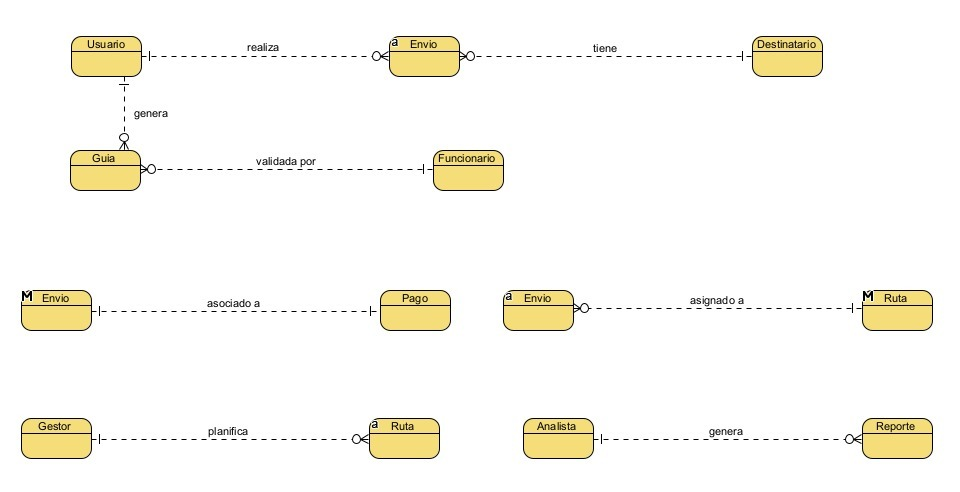 Usuario
realiza
a
Envio
tiene
Destinatario
genera
Guia
validada por
Funcionario
M
Envio
asociado a
Pago
a
Envio
asignado a
M
Ruta
Gestor
planifica
a
Ruta
Analista
genera
Reporte